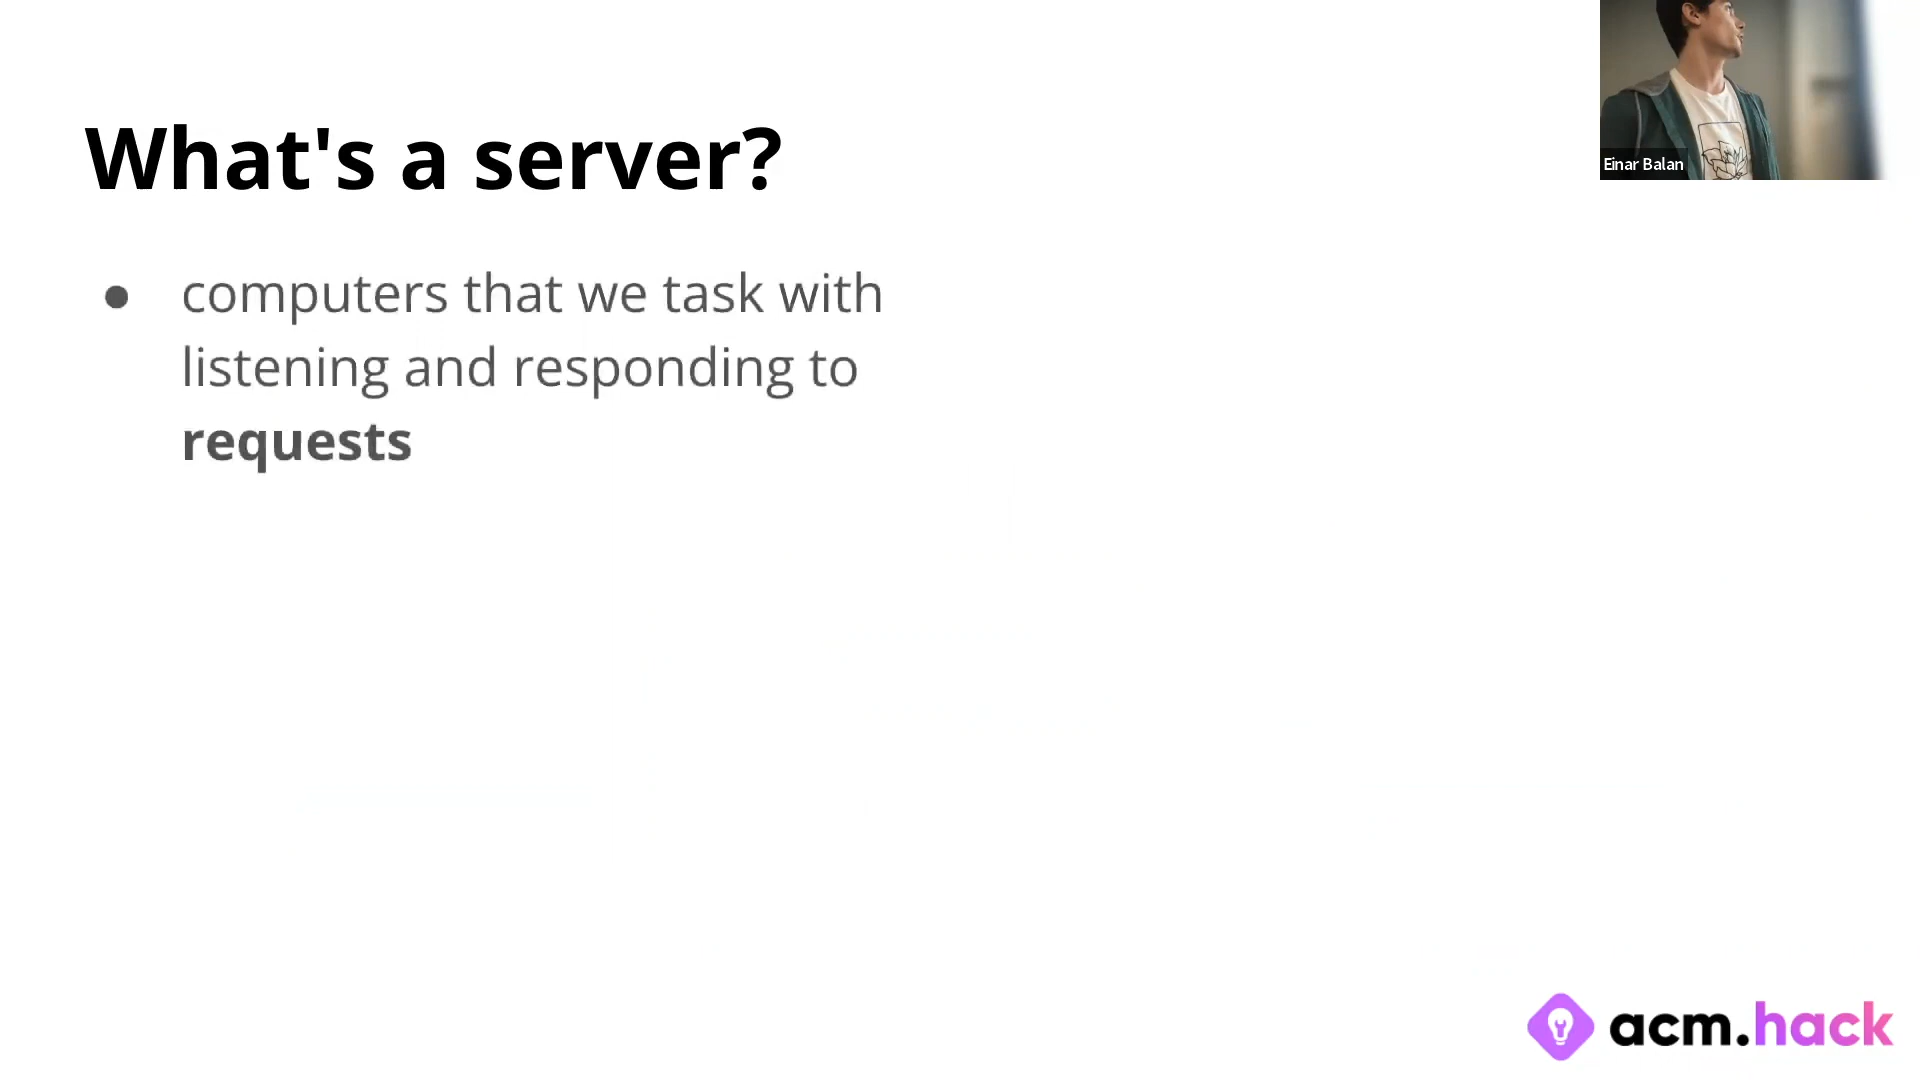 What's a server?
● computers that we task with
listening and responding to
requests
Einar Balan
acm.hack